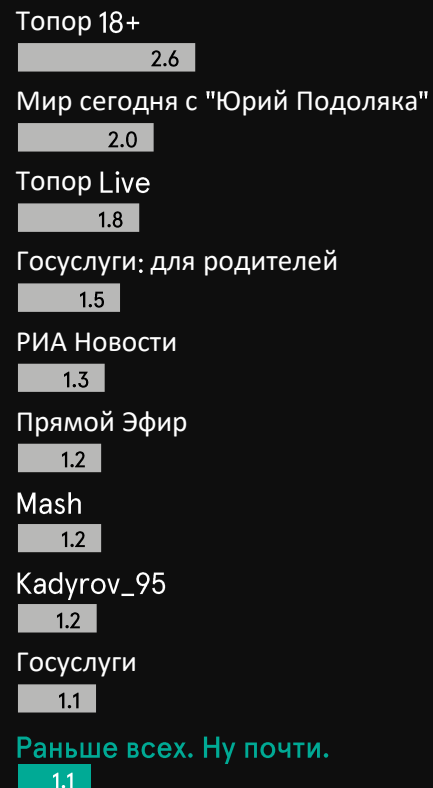 Топор 18+
2.6
Мир сегодня с "Юрий Подоляка"
2.0
Топор Live
1.8
Госуслуги: для родителей
1.5
РИА Новости
1.3
Прямой Эфир
1.2
Mash
1.2
Kadyrov_95
1.2
Госуслуги
1.1
Раньше всех. Ну почти.
1.1